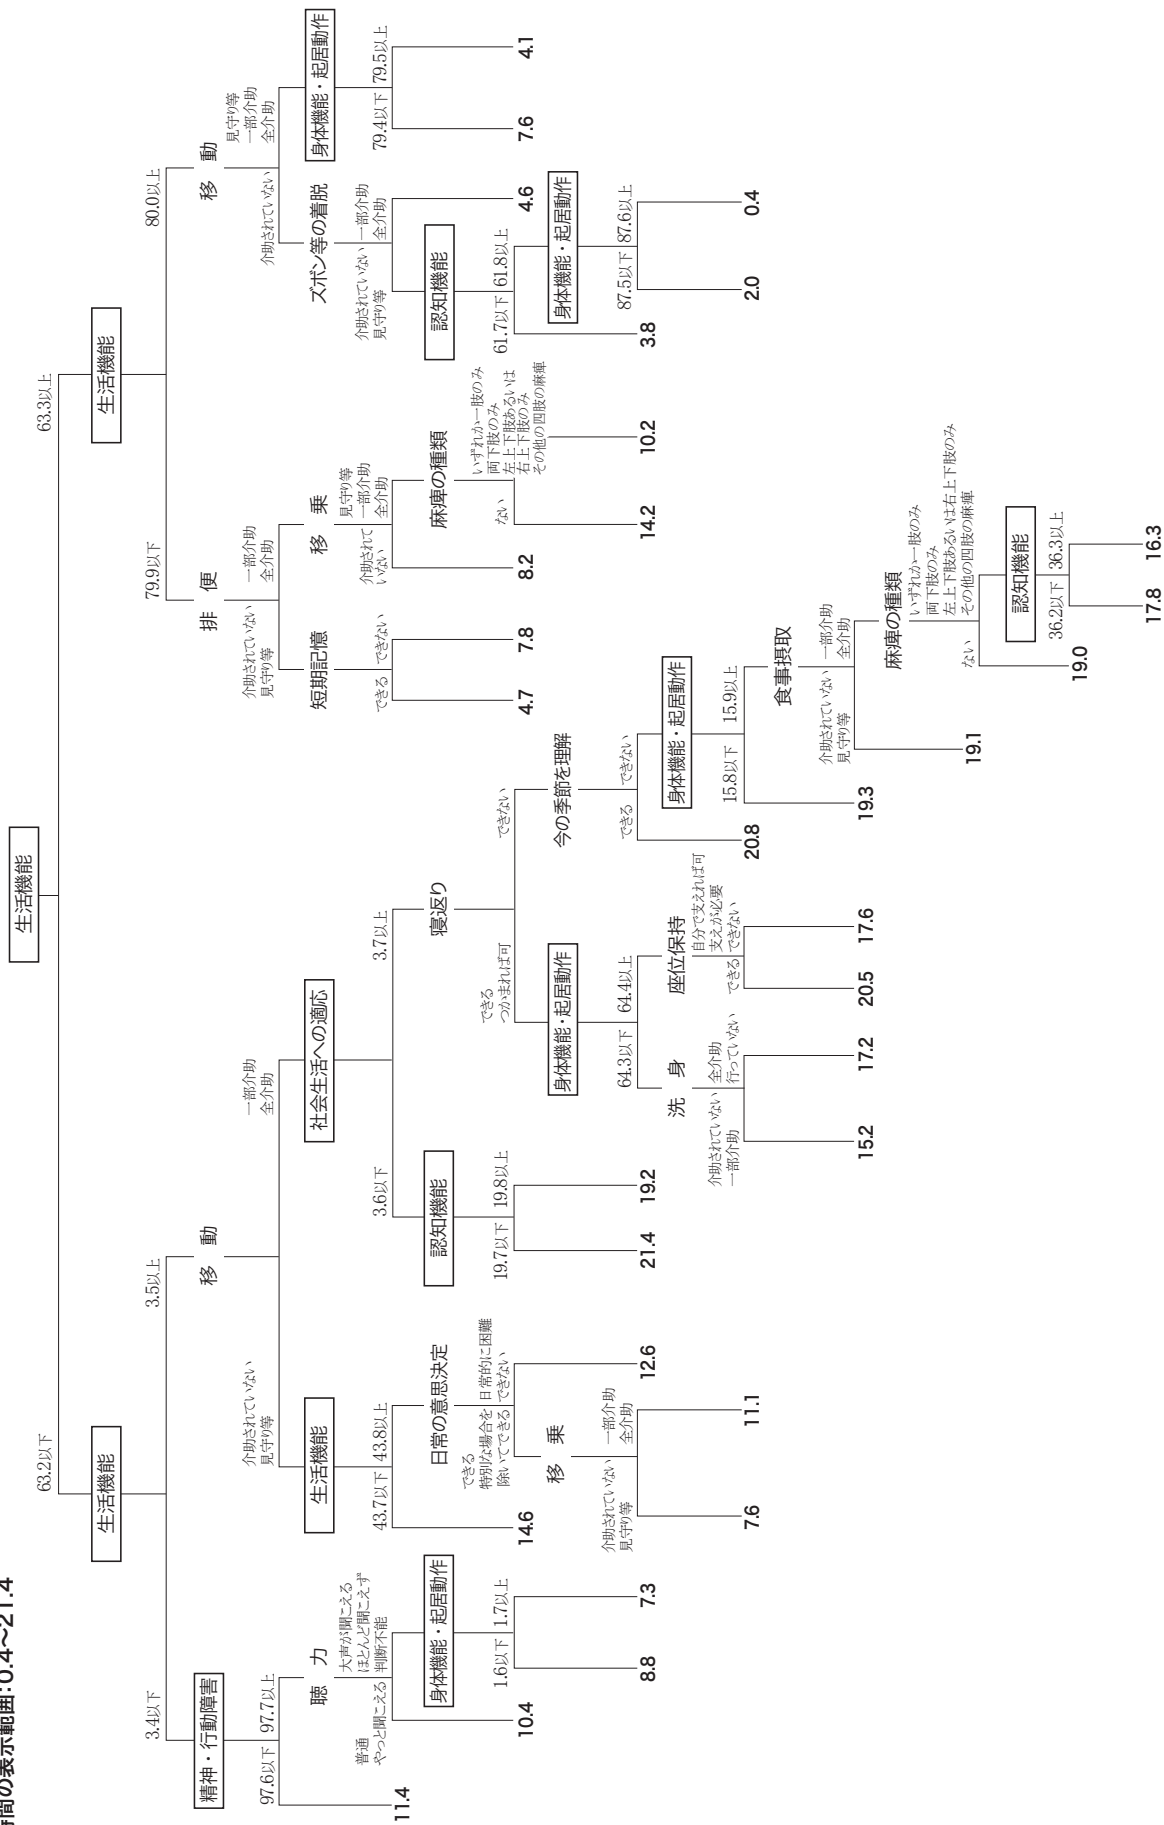 時間の表示範囲：0.4〜21.4
生活機能
63.2以下
63.3以上
生活機能
3.4以下
3.5以上
精神・行動障害
97.6以下
97.7以上
11.4
聴 力
普通
やっと聞こえる
大声が聞こえる
ほとんど聞こえず
判断不能
10.4
身体機能・起居動作
1.6以下
1.7以上
8.8
7.3
移 動
介助されていない
見守り等
一部介助
全介助
生活機能
43.7以下
43.8以上
14.6
日常の意思決定
できる
特別な場合を
除いてできる
日常的に困難
できない
移 乗
12.6
介助されていない
見守り等
一部介助
全介助
7.6
11.1
社会生活への適応
3.6以下
3.7以上
認知機能
19.7以下
19.8以上
21.4
19.2
寝返り
できる
つかまれば可
できない
身体機能・起居動作
64.3以下
64.4以上
洗 身
介助されていない
一部介助
全介助
行っていない
15.2
17.2
座位保持
できる
自分で支えれば可
支えが必要
できない
20.5
17.6
今の季節を理解
できる
できない
20.8
身体機能・起居動作
15.8以下
15.9以上
19.3
食事摂取
介助されていない
見守り等
一部介助
全介助
19.1
麻痺の種類
ない
いずれか一肢のみ
両下肢のみ
左上下肢あるいは右上下肢のみ
その他の四肢の麻痺
19.0
認知機能
36.2以下
36.3以上
17.8
16.3
生活機能
79.9以下
80.0以上
排 便
介助されていない
見守り等
一部介助
全介助
短期記憶
できる
できない
4.7
7.8
移 乗
介助されて
いない
見守り等
一部介助
全介助
8.2
麻痺の種類
ない
いずれか一肢のみ
両下肢のみ
左上下肢あるいは
右上下肢のみ
その他の四肢の麻痺
14.2
10.2
移 動
介助されていない
見守り等
一部介助
全介助
ズボン等の着脱
介助されていない
見守り等
一部介助
全介助
認知機能
4.6
61.7以下
61.8以上
3.8
身体機能・起居動作
87.5以下
87.6以上
2.0
0.4
身体機能・起居動作
79.4以下
79.5以上
7.6
4.1